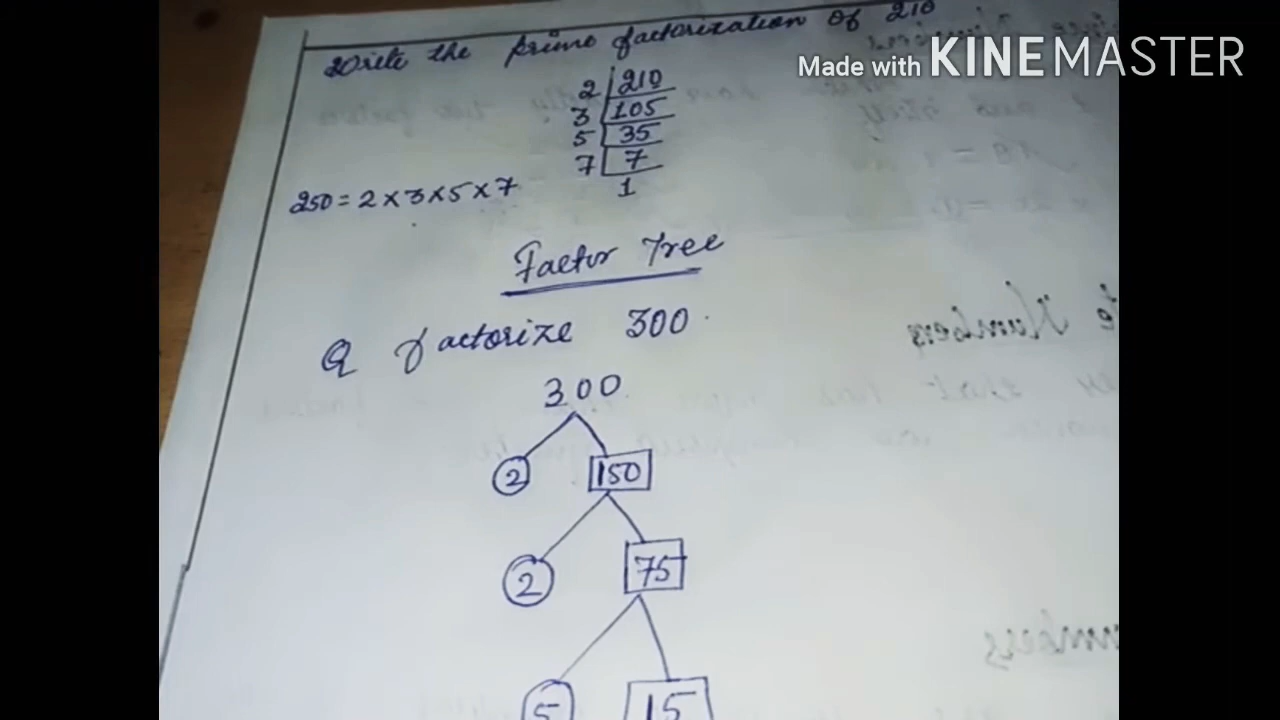 Made with KINEMASTER
Write the prime factorization of 210
2 210
3 105
5 35
7 7
1
250 = 2 × 3 × 5 × 7
Factor Tree
Q factorize 300
300
2 150
2 75
5 15